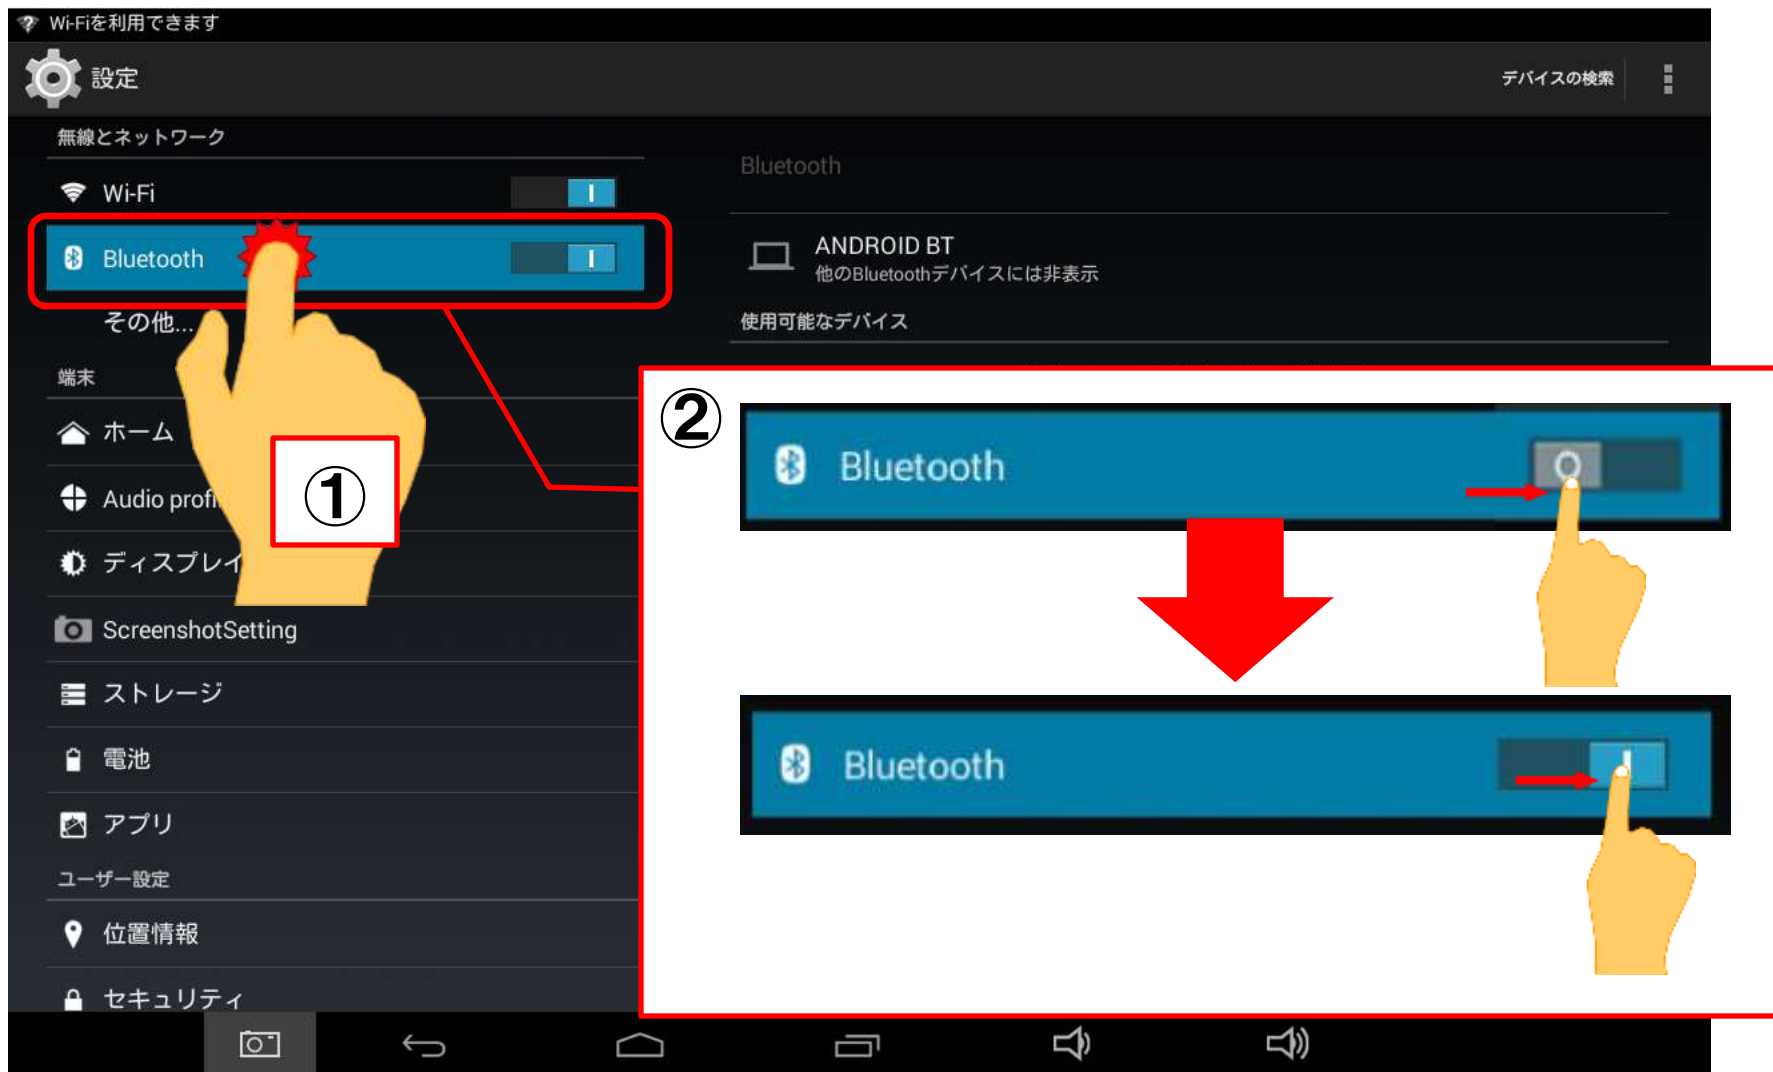 Wi-Fiを利用できます
設定
デバイスの検索
無線とネットワーク
Wi-Fi
Bluetooth
その他...
端末
ホーム
Audio profi
ディスプレイ
ScreenshotSetting
ストレージ
電池
アプリ
ユーザー設定
位置情報
セキュリティ
Bluetooth
ANDROID BT
他のBluetoothデバイスには非表示
使用可能なデバイス
①
②
Bluetooth
Bluetooth